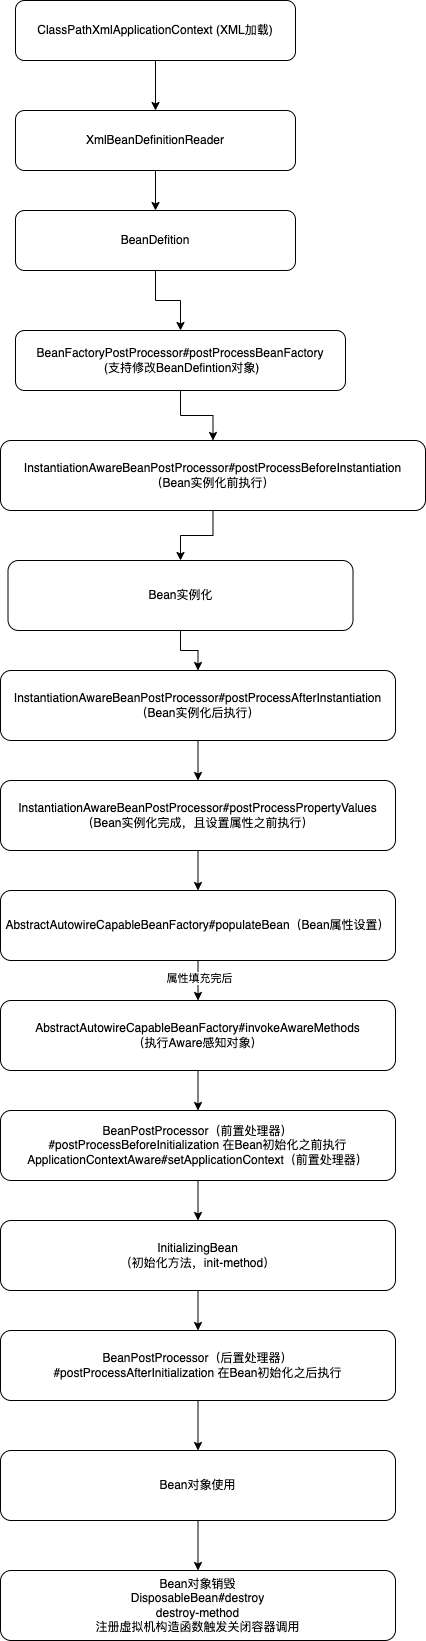 ClassPathXmlApplicationContext (XML加载)
XmlBeanDefinitionReader
BeanDefition
BeanFactoryPostProcessor#postProcessBeanFactory
(支持修改BeanDefintion对象)
InstantiationAwareBeanPostProcessor#postProcessBeforeInstantiation
（Bean实例化前执行）
Bean实例化
InstantiationAwareBeanPostProcessor#postProcessAfterInstantiation
（Bean实例化后执行）
InstantiationAwareBeanPostProcessor#postProcessPropertyValues
（Bean实例化完成，且设置属性之前执行）
AbstractAutowireCapableBeanFactory#populateBean（Bean属性设置）
属性填充完后
AbstractAutowireCapableBeanFactory#invokeAwareMethods
（执行Aware感知对象）
BeanPostProcessor（前置处理器）
#postProcessBeforeInitialization 在Bean初始化之前执行
ApplicationContextAware#setApplicationContext（前置处理器）
InitializingBean
（初始化方法，init-method）
BeanPostProcessor（后置处理器）
#postProcessAfterInitialization 在Bean初始化之后执行
Bean对象使用
Bean对象销毁
DisposableBean#destroy
destroy-method
注册虚拟机构造函数触发关闭容器调用